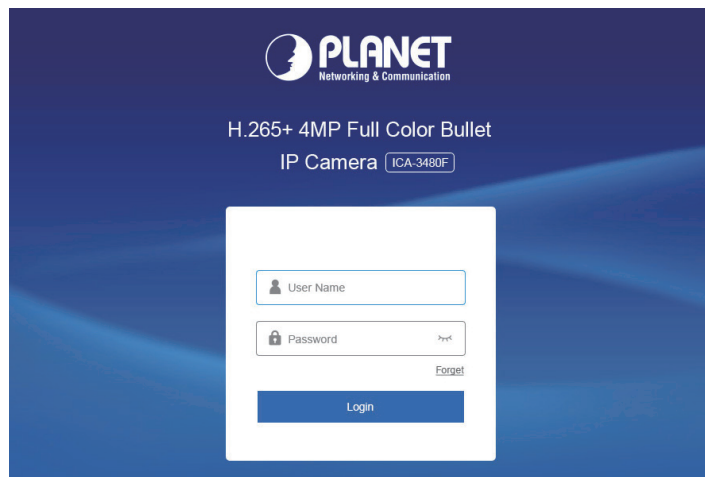 PLANET
Networking & Communication
H.265+ 4MP Full Color Bullet
IP Camera ICA-3480F
User Name
Password
Forget
Login